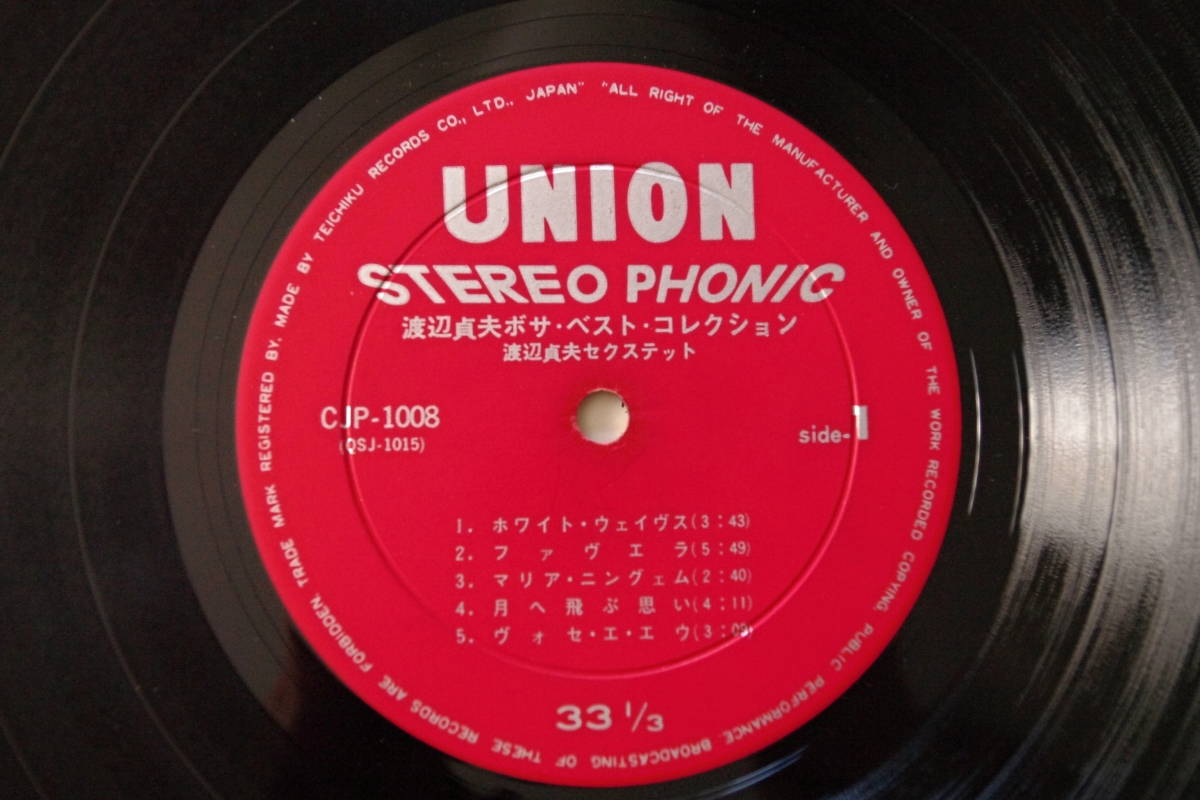 UNION
STEREO PHONIC
渡辺貞夫ボサ・ベスト・コレクション
渡辺貞夫セクステット
CJP-1008
(QSJ-1015)
side-1
1. ホワイト・ウェイヴス(3:43)
2. ファヴエラ(5:49)
3. マリア・ニングェム(2:40)
4. 月へ飛ぶ思い(4:11)
5. ヴォセ・エ・エウ(3:09)
33 1/3
"ALL RIGHT OF THE MANUFACTURER AND OWNER OF THE WORK RECORDED COPYING, PUBLIC PERFORMANCE, BROADCASTING OF THESE RECORDS ARE FORBIDDEN, TRADE MARK REGISTERED BY, MADE BY TEICHIKU RECORDS CO., LTD., JAPAN"